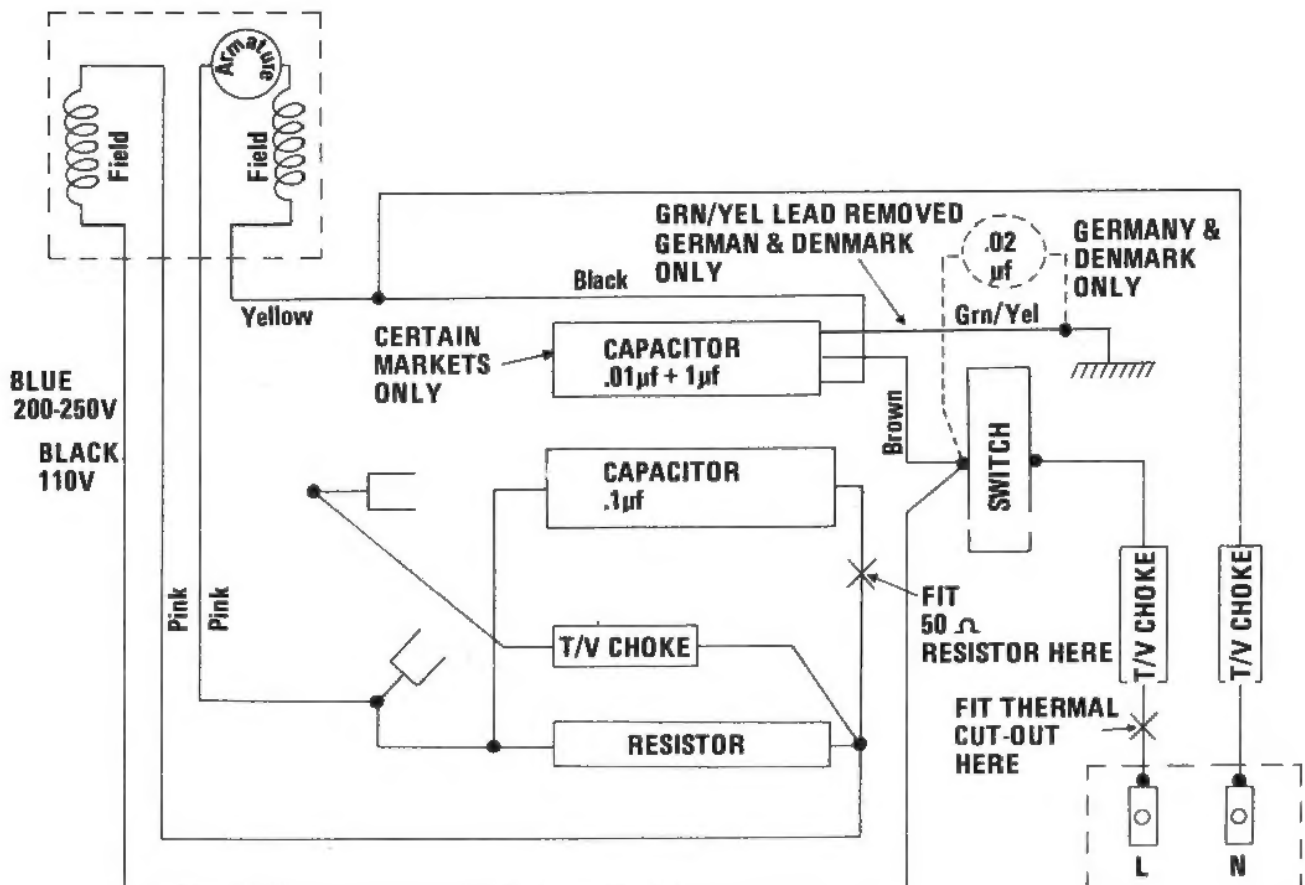 Armature
Field
Field
GRN/YEL LEAD REMOVED
GERMAN & DENMARK
ONLY
.02
µf
GERMANY &
DENMARK
ONLY
Black
Yellow
Grn/Yel
CERTAIN
MARKETS
ONLY
CAPACITOR
.01µf + 1µf
BLUE
200-250V
BLACK
110V
Brown
SWITCH
CAPACITOR
.1µf
Pink
Pink
FIT
50 Ω
RESISTOR HERE
T/V CHOKE
T/V CHOKE
T/V CHOKE
RESISTOR
FIT THERMAL
CUT-OUT
HERE
L
N